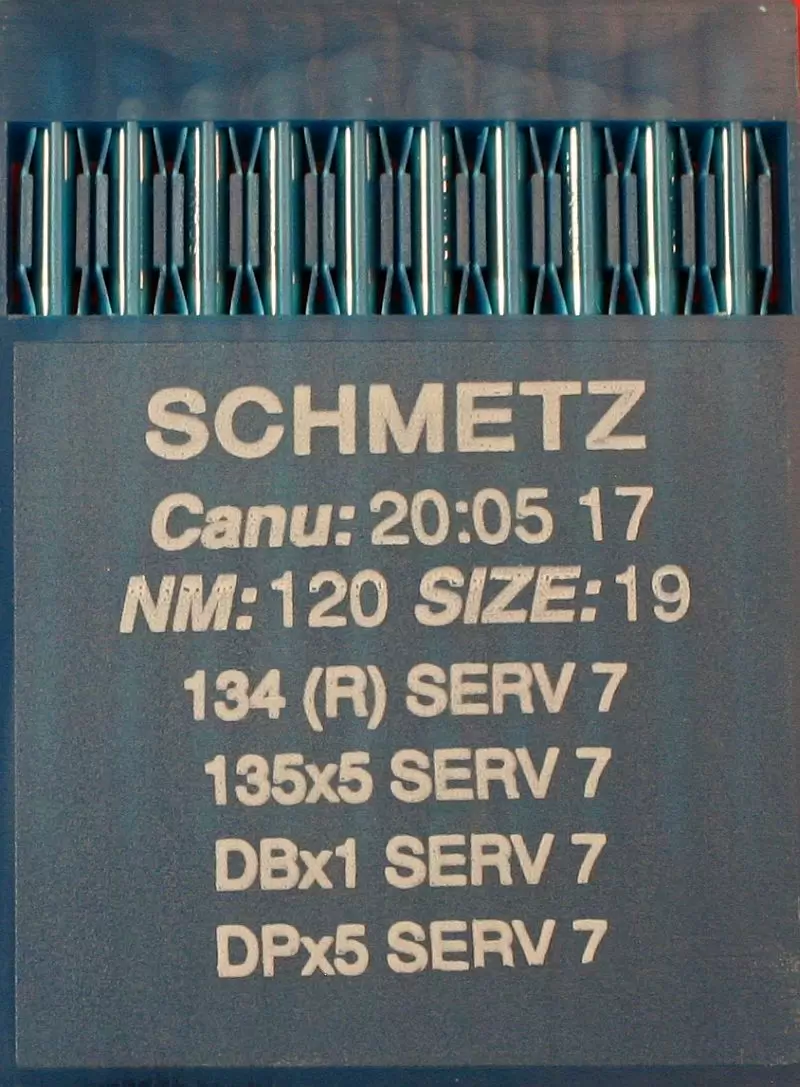 SCHMETZ
Canu: 20:05 17
NM: 120 SIZE: 19
134 (R) SERV 7
135x5 SERV 7
DBx1 SERV 7
DPx5 SERV 7